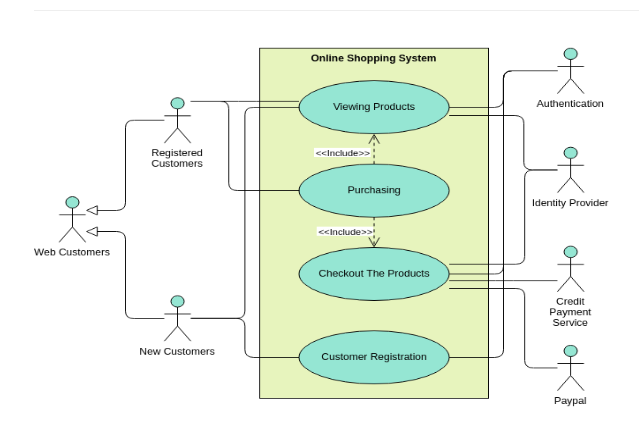 Online Shopping System
Viewing Products
Authentication
<<Include>>
Registered
Customers
Purchasing
Identity Provider
Web Customers
<<Include>>
Checkout The Products
Credit
Payment
Service
New Customers
Customer Registration
Paypal